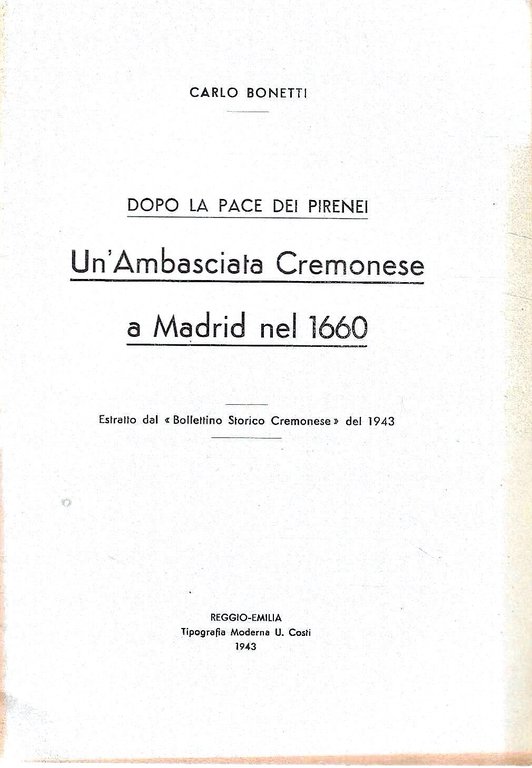 CARLO BONETTI
DOPO LA PACE DEI PIRENEI
Un'Ambasciata Cremonese
a Madrid nel 1660
Estratto dal « Bollettino Storico Cremonese » del 1943
REGGIO-EMILIA
Tipografia Moderna U. Costi
1943